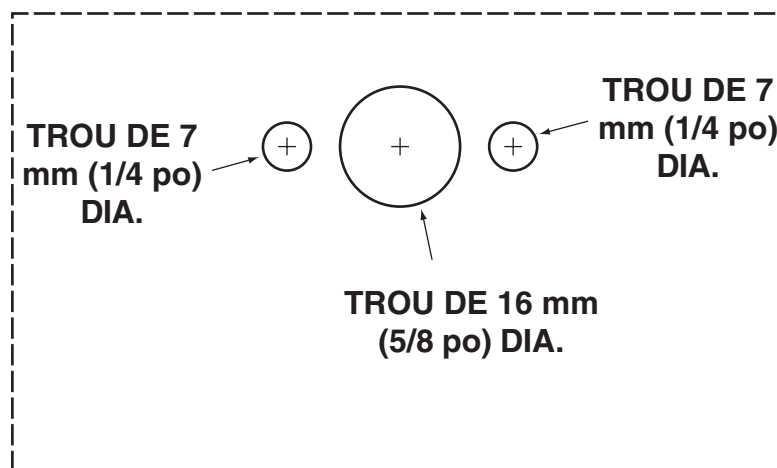 TROU DE 7
mm (1/4 po)
DIA.
TROU DE 7
mm (1/4 po)
DIA.
TROU DE 16 mm
(5/8 po) DIA.